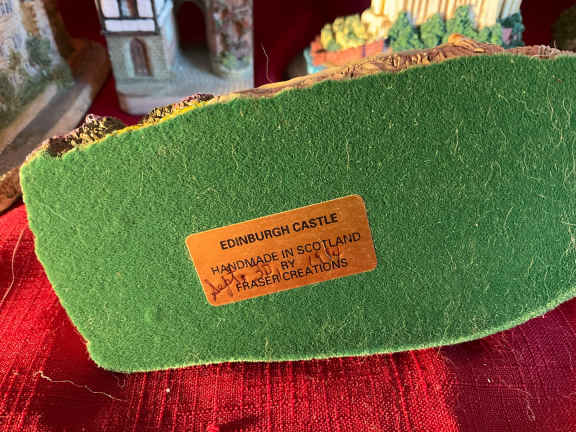 EDINBURGH CASTLE
HANDMADE IN SCOTLAND
BY
FRASER CREATIONS